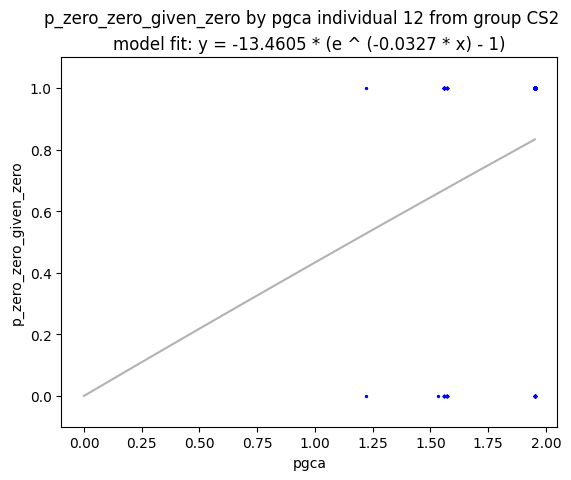 p_zero_zero_given_zero by pgca individual 12 from group CS2
model fit: y = -13.4605 * (e ^ (-0.0327 * x) - 1)
1.0
0.8
0.6
0.4
0.2
0.0
p_zero_zero_given_zero
0.00 0.25 0.50 0.75 1.00 1.25 1.50 1.75 2.00
pgca